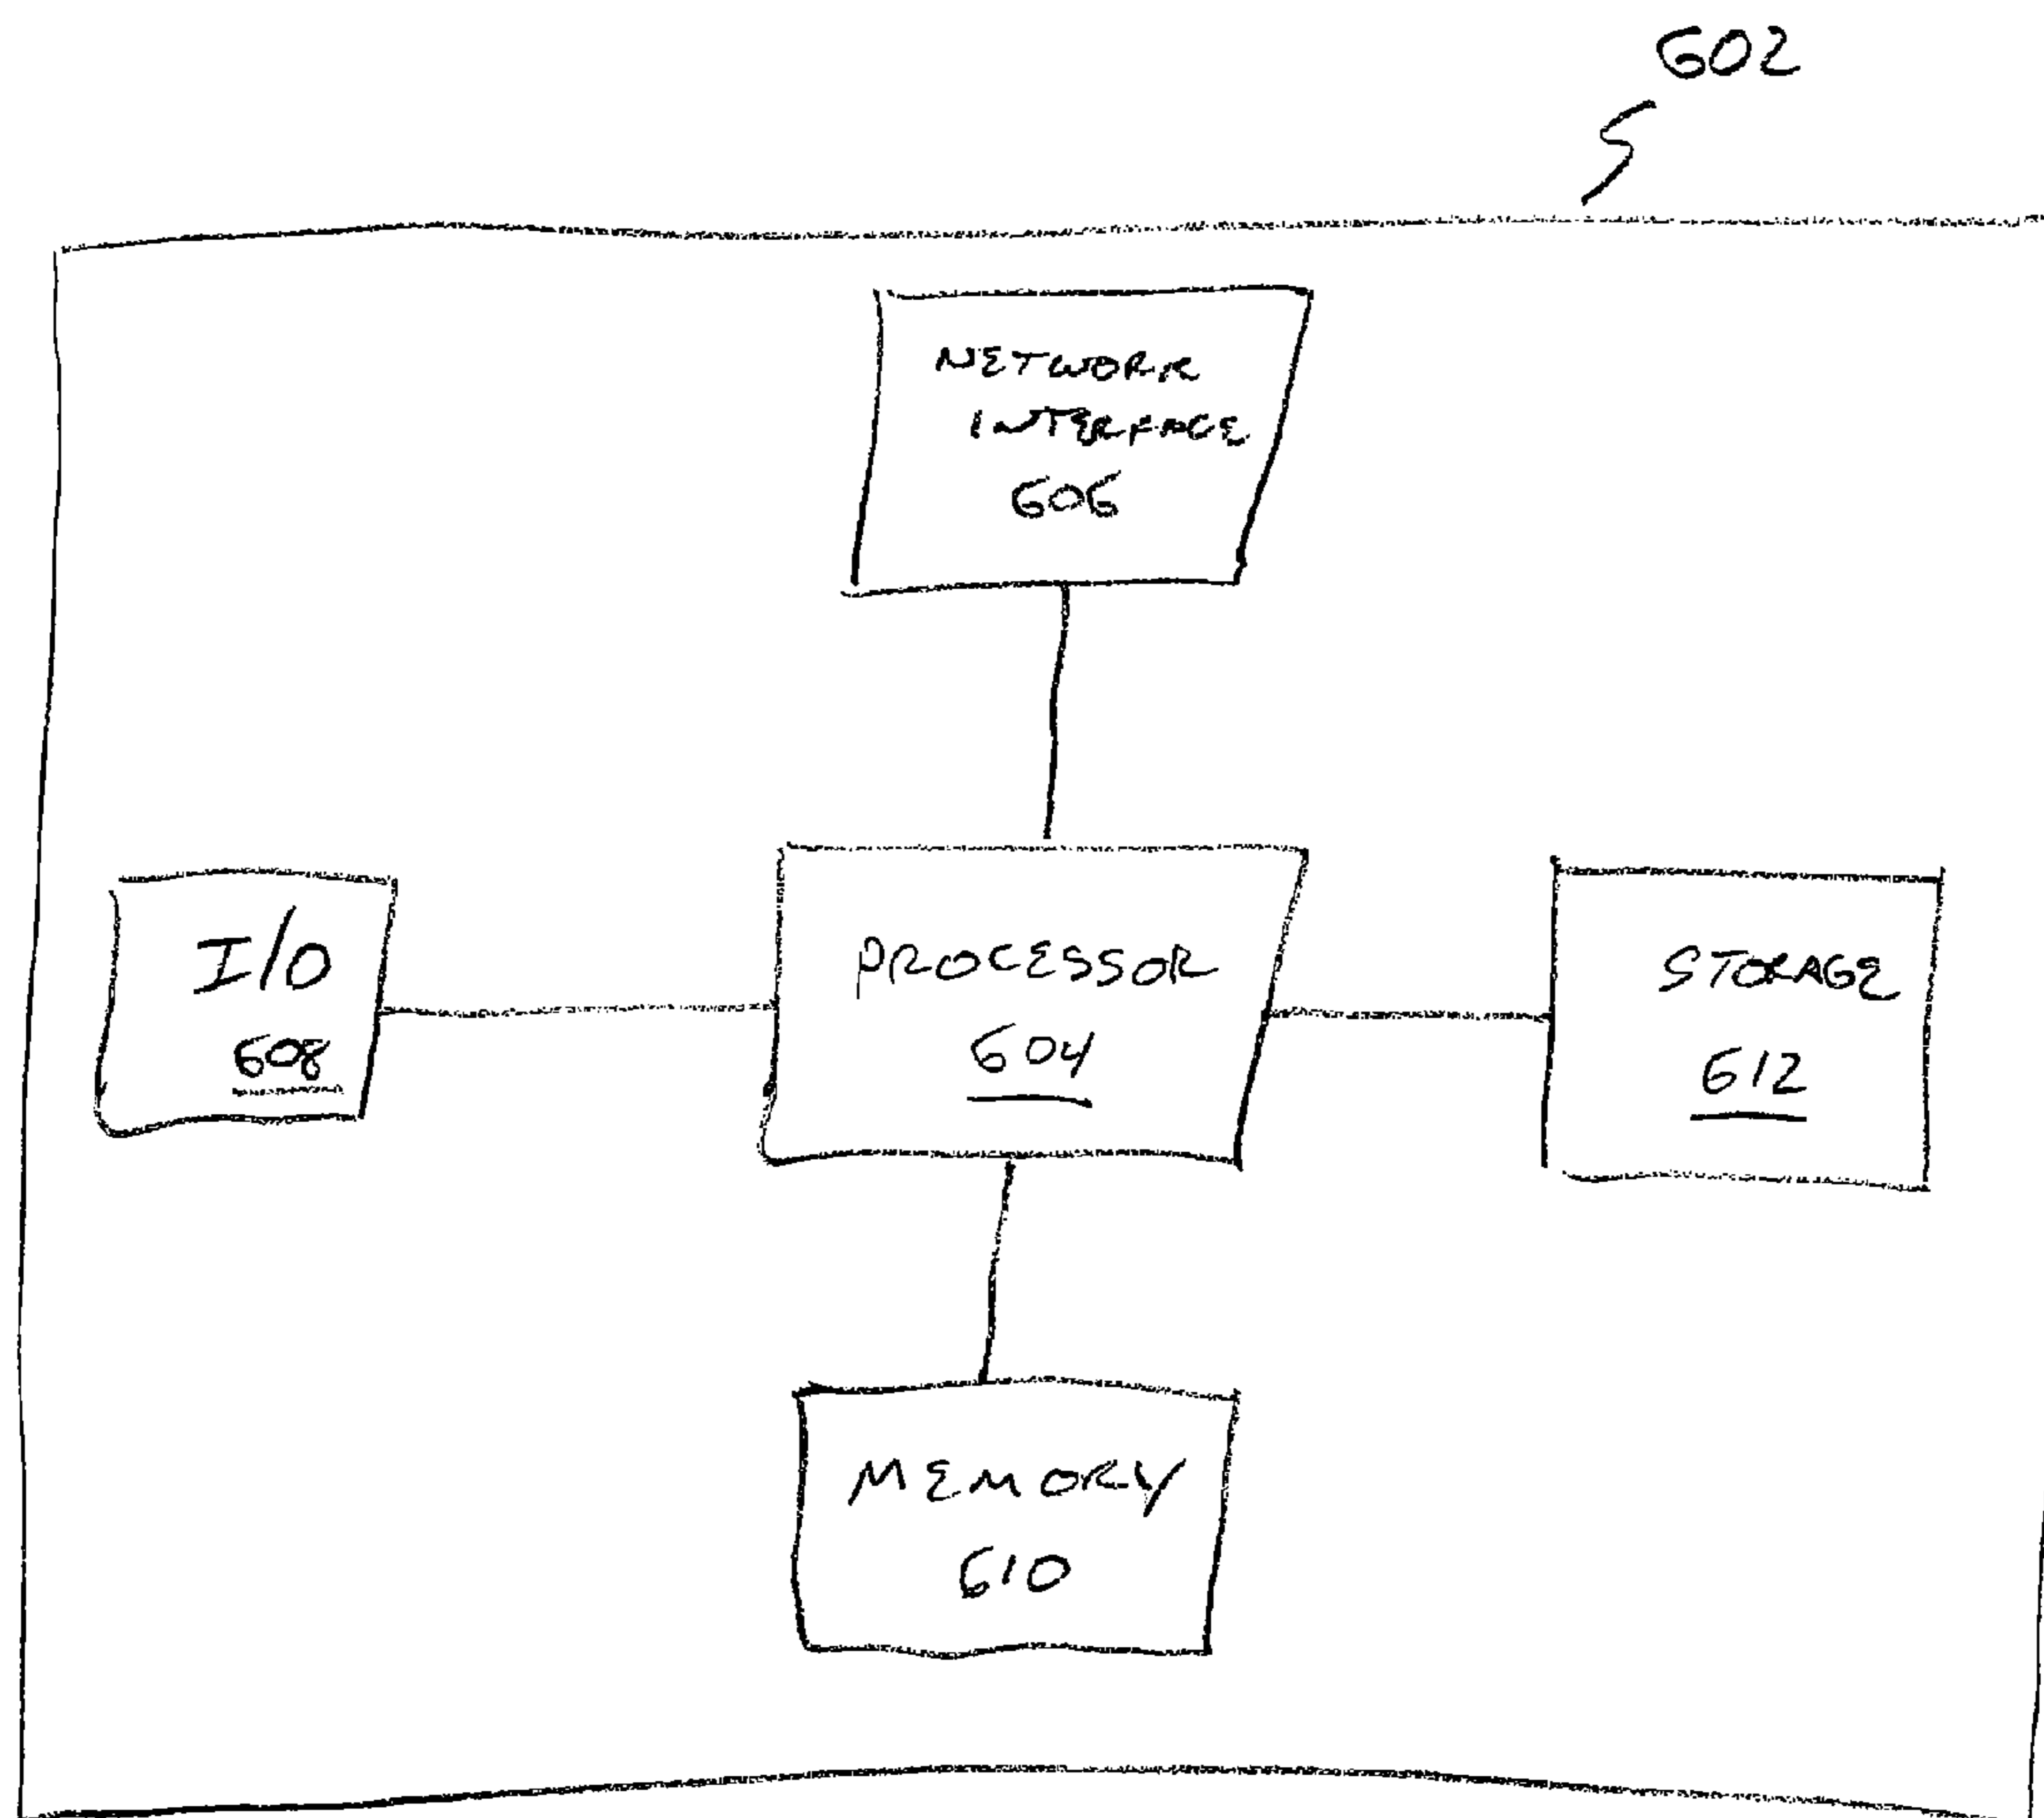 602
NETWORK
INTERFACE
606
I/O
608
PROCESSOR
604
STORAGE
612
MEMORY
610